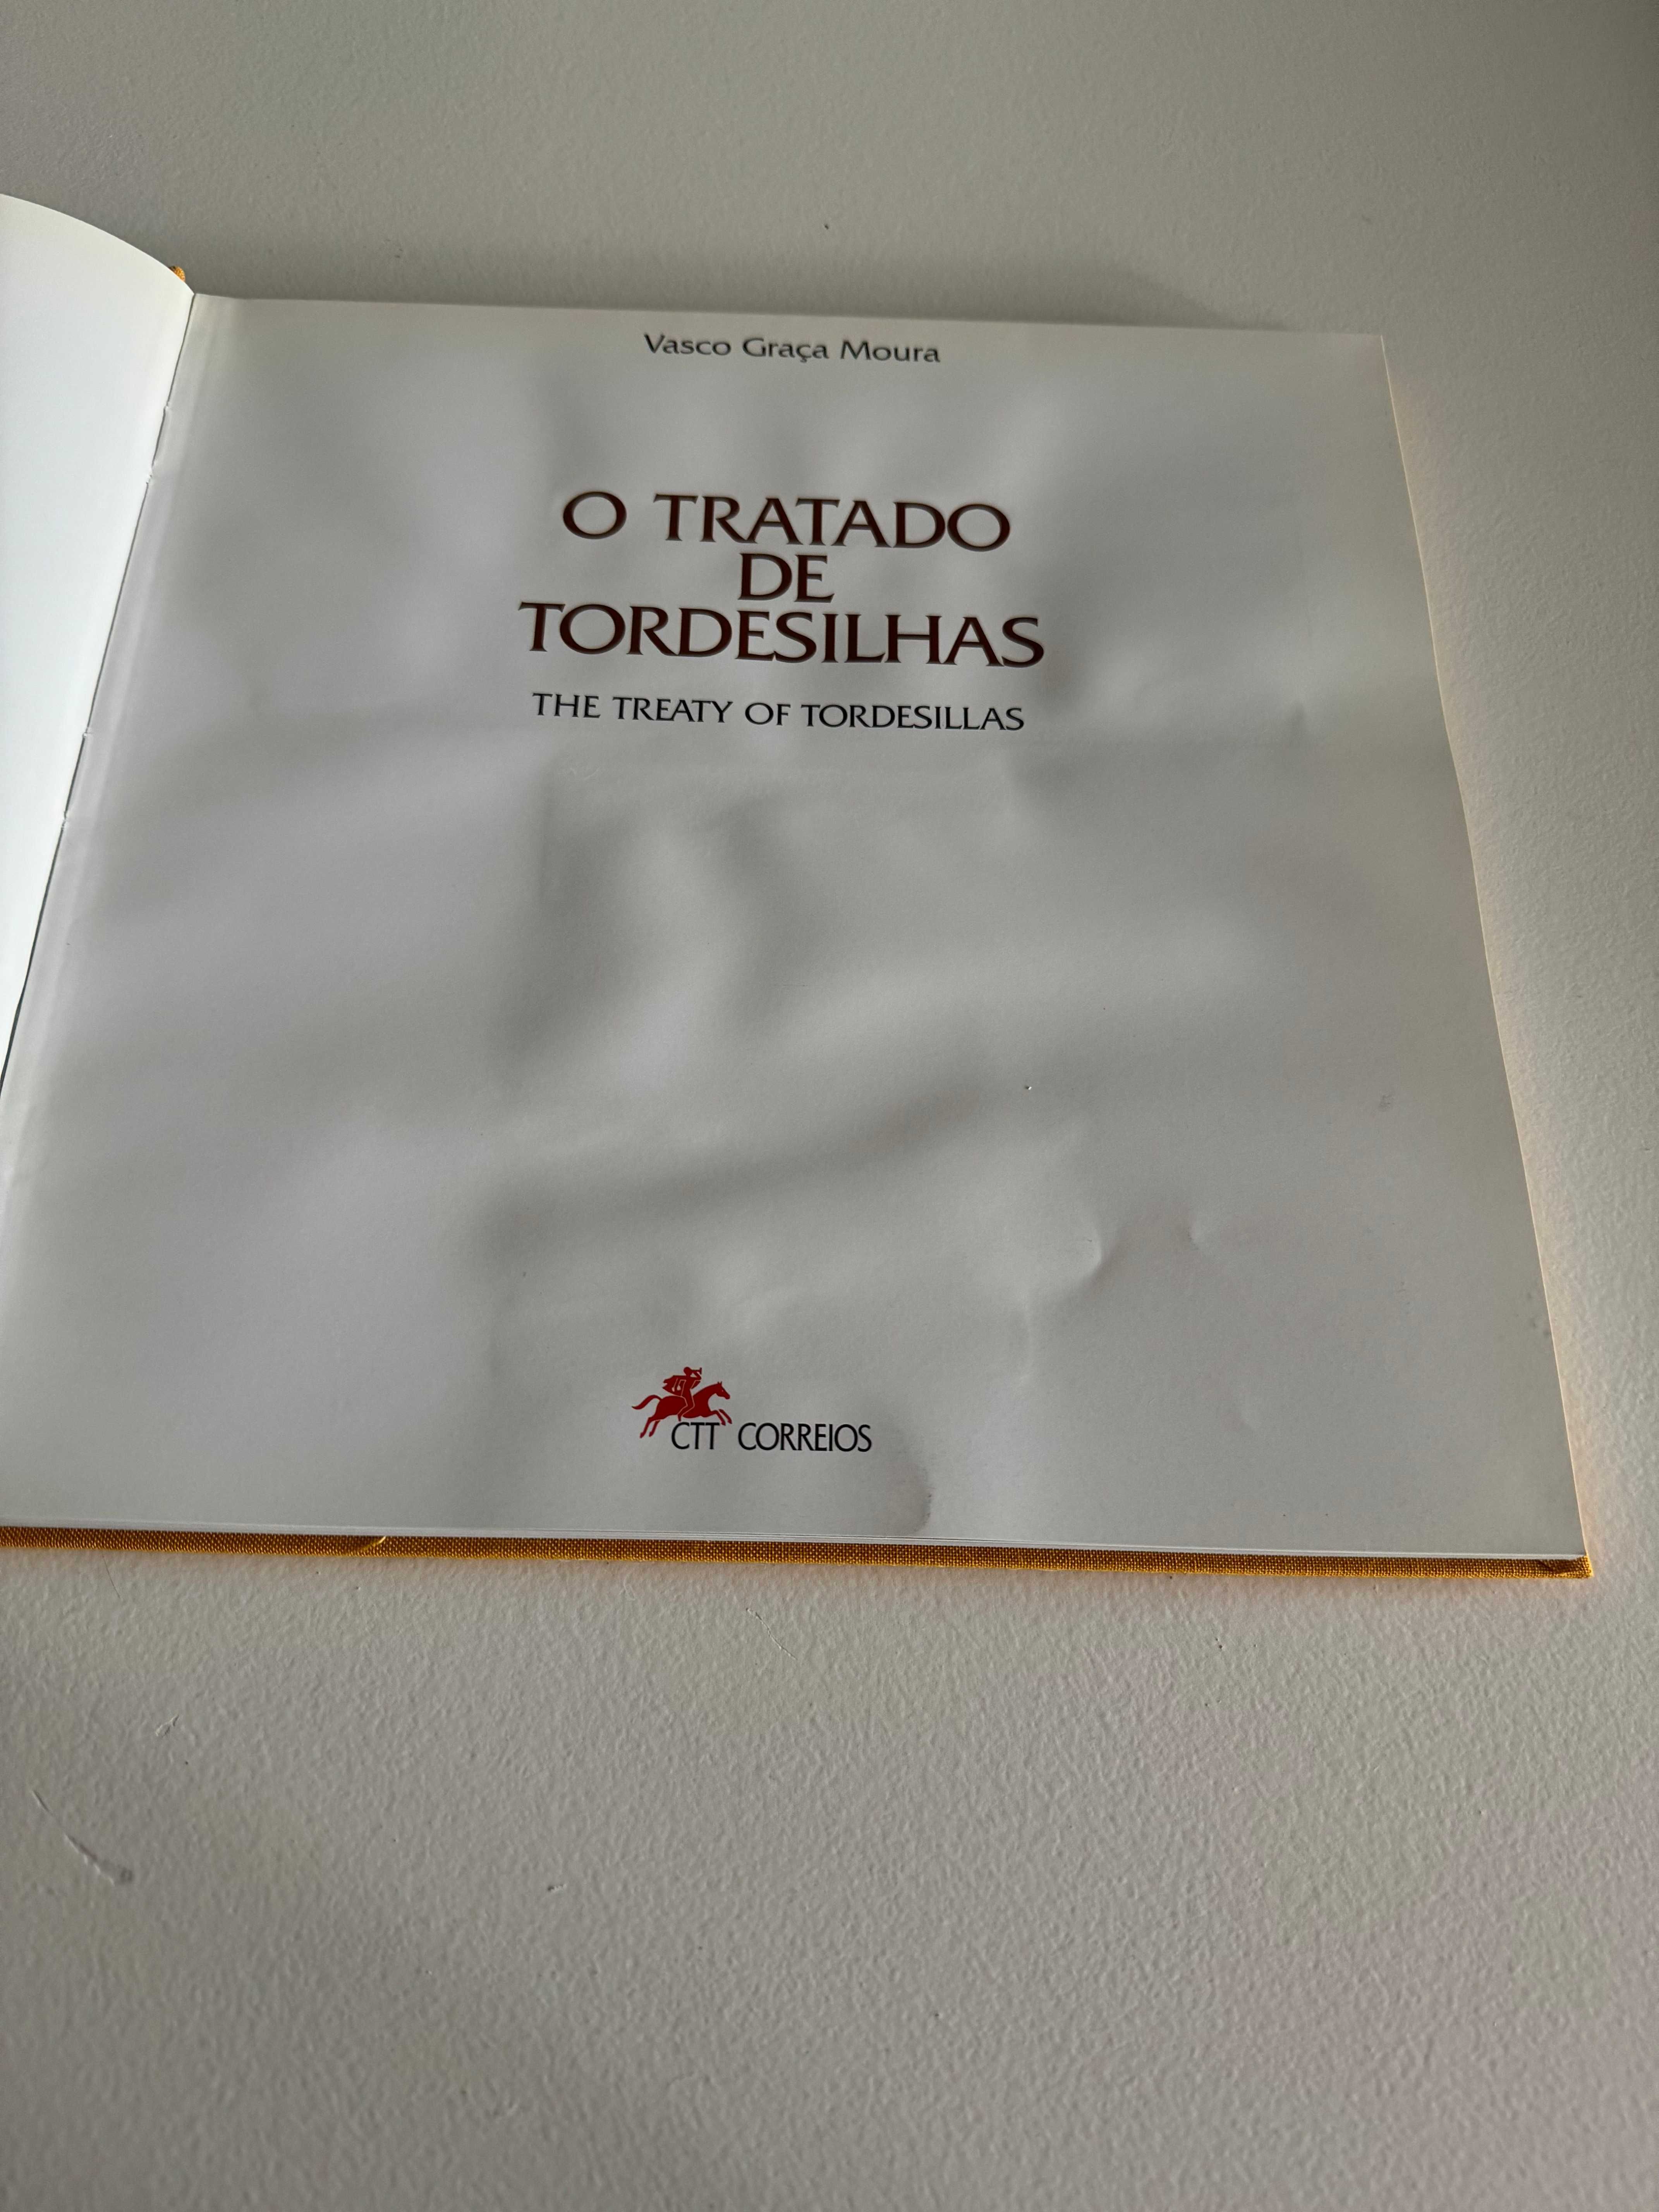 Vasco Graça Moura
O TRATADO
DE
TORDESILHAS
THE TREATY OF TORDESILLAS
CTT CORREIOS